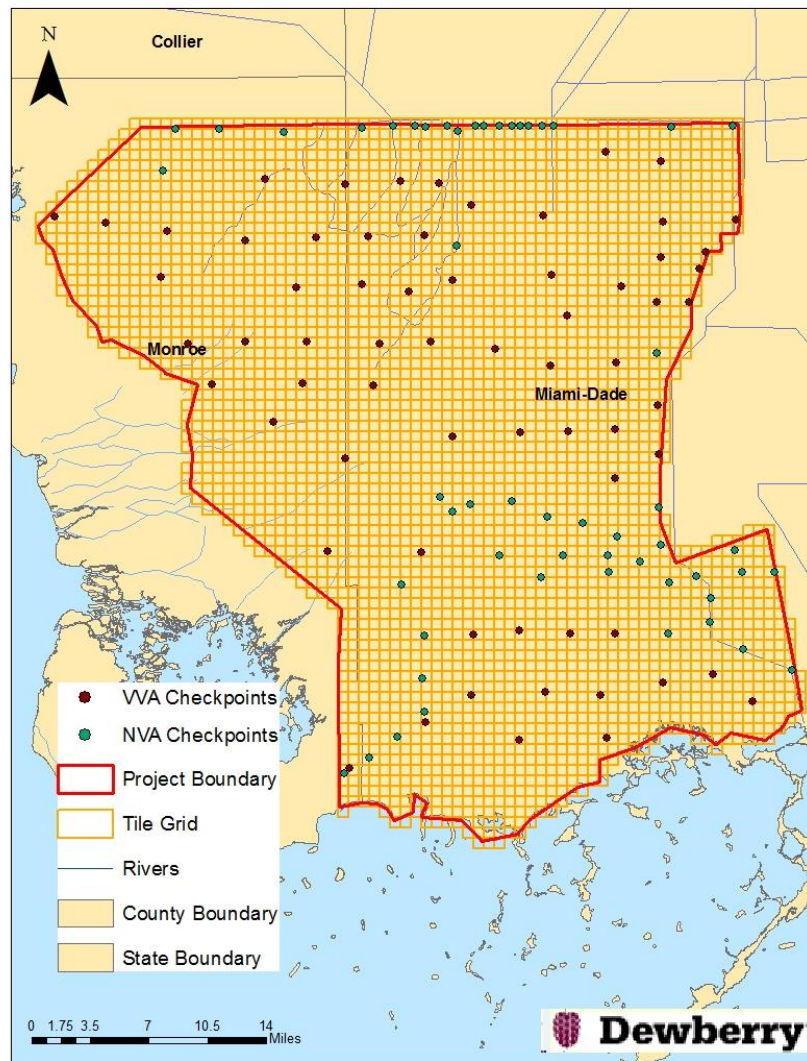 Collier
N
Monroe
Miami-Dade
VVA Checkpoints
NVA Checkpoints
Project Boundary
Tile Grid
Rivers
County Boundary
State Boundary
0 1.75 3.5 7 10.5 14
Miles
Dewberry